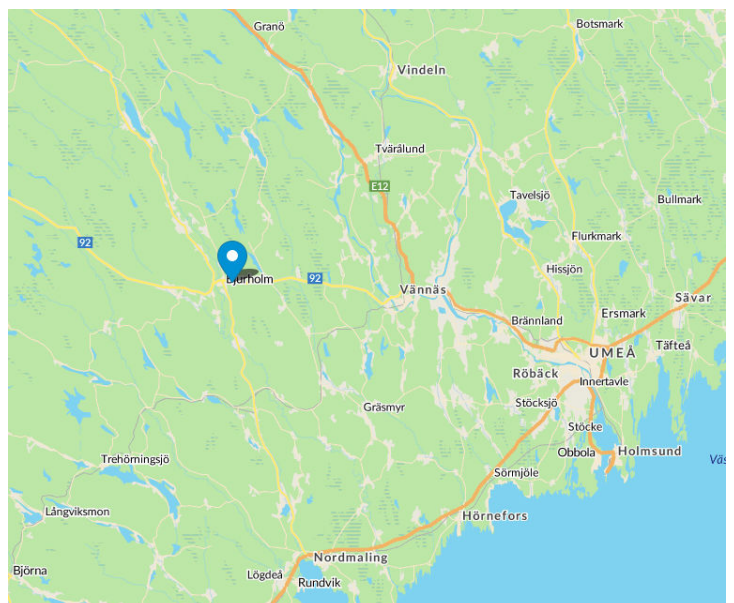 Granö
Botsmark
Vindeln
Tvärålund
E12
Tavelsjö
Bullmark
92
Flurkmark
Hissjön
Bjurholm
92
Vännäs
Sävar
Brännland
Ersmark
Täfteå
UMEÅ
Röbäck
Innertavle
Stöcksjö
Gräsmyr
Stöcke
Holmsund
Obbola
Trehörningsjö
Väs
Sörmjöle
Långviksmon
Hörnefors
Nordmaling
Björna
Lögdeå
Rundvik